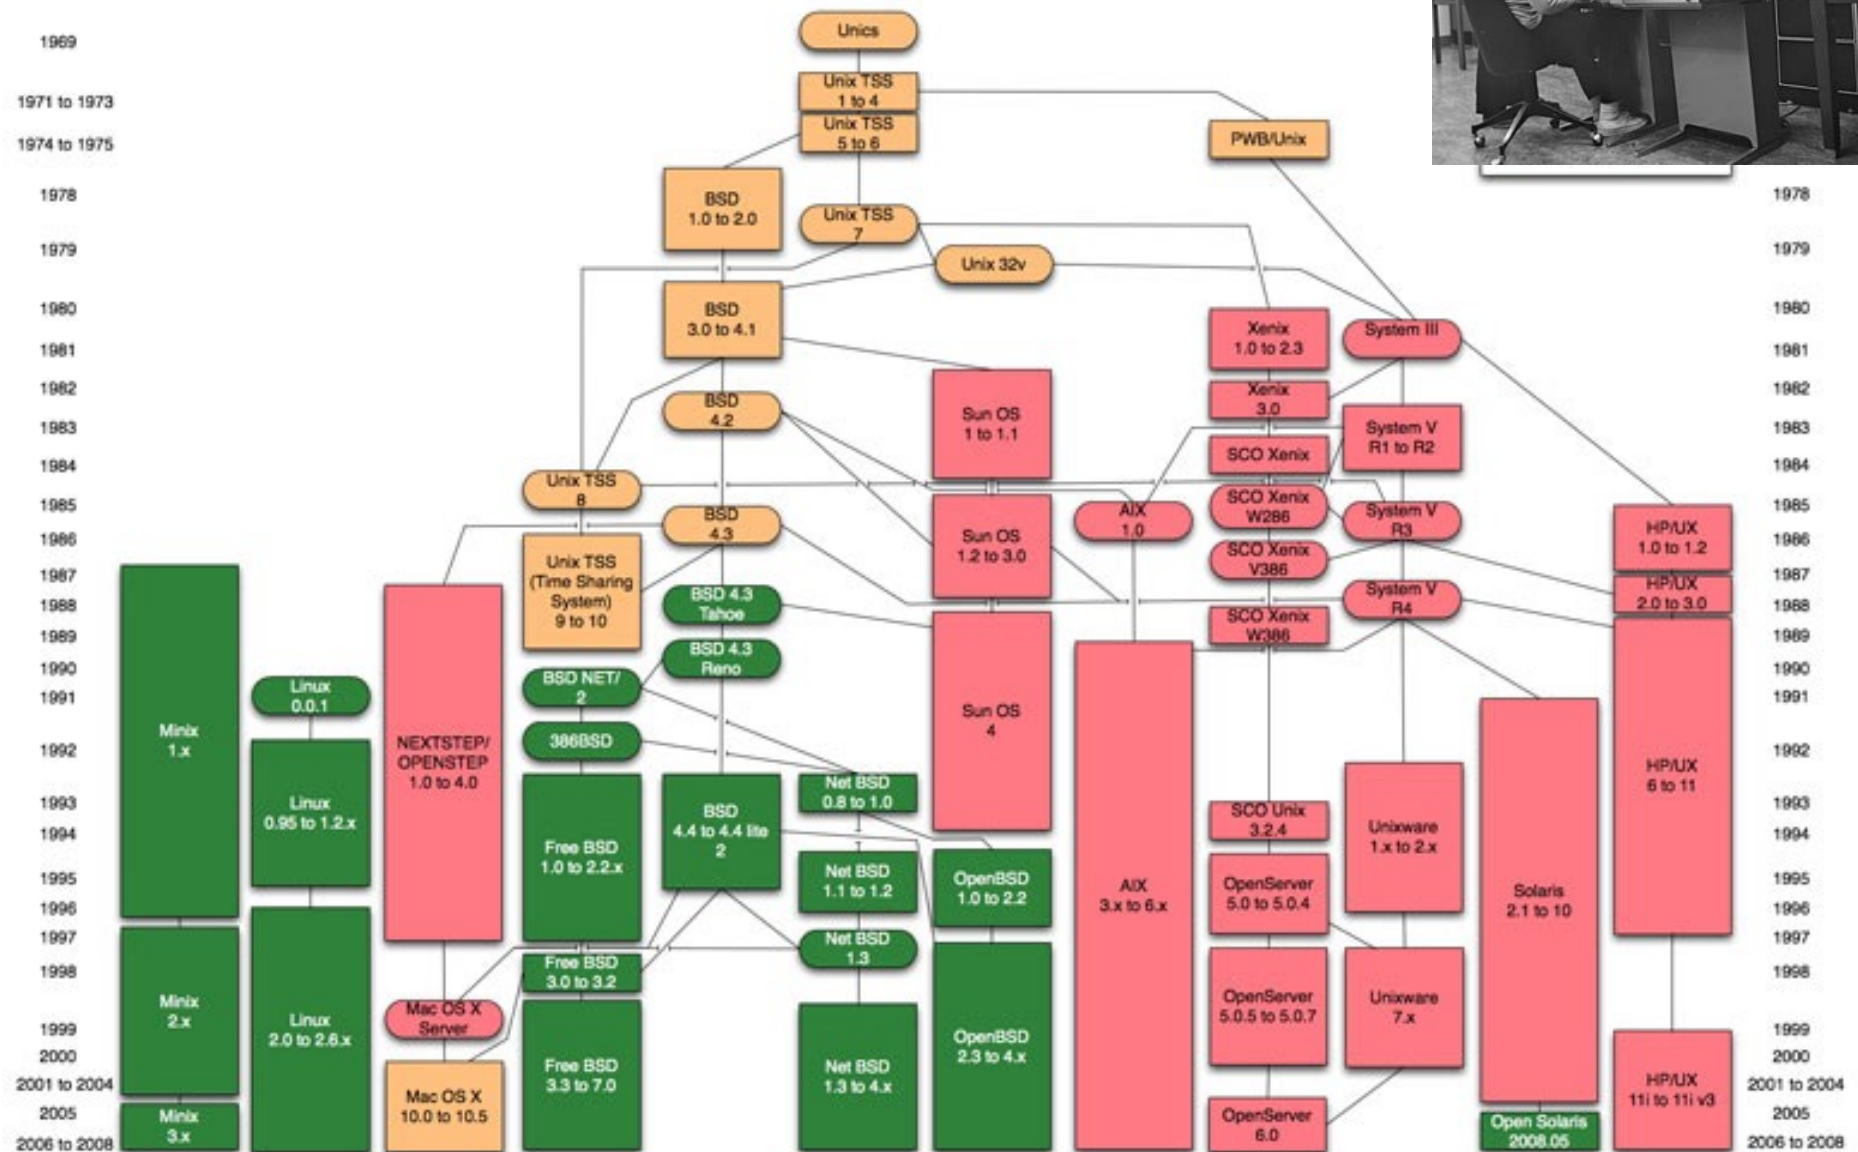 1969
1971 to 1973
1974 to 1975
1978
1979
1980
1981
1982
1983
1984
1985
1986
1987
1988
1989
1990
1991
1992
1993
1994
1995
1996
1997
1998
1999
2000
2001 to 2004
2005
2006 to 2008
Minix
1.x
Minix
2.x
Minix
3.x
Linux
0.0.1
Linux
0.95 to 1.2.x
Linux
2.0 to 2.6.x
NEXTSTEP/
OPENSTEP
1.0 to 4.0
Mac OS X
Server
Mac OS X
10.0 to 10.5
Unix TSS
8
Unix TSS
(Time Sharing
System)
9 to 10
BSD NET/
2
386BSD
Free BSD
1.0 to 2.2.x
Free BSD
3.0 to 3.2
Free BSD
3.3 to 7.0
BSD
1.0 to 2.0
BSD
3.0 to 4.1
BSD
4.2
BSD
4.3
BSD 4.3
Tahoe
BSD 4.3
Reno
BSD
4.4 to 4.4 lite
2
Unics
Unix TSS
1 to 4
Unix TSS
5 to 6
Unix TSS
7
Net BSD
0.8 to 1.0
Net BSD
1.1 to 1.2
Net BSD
1.3
Net BSD
1.3 to 4.x
Unix 32v
Sun OS
1 to 1.1
Sun OS
1.2 to 3.0
Sun OS
4
OpenBSD
1.0 to 2.2
OpenBSD
2.3 to 4.x
AIX
1.0
AIX
3.x to 6.x
PWB/Unix
Xenix
1.0 to 2.3
Xenix
3.0
SCO Xenix
SCO Xenix
W286
SCO Xenix
V386
SCO Xenix
W386
SCO Unix
3.2.4
OpenServer
5.0 to 5.0.4
OpenServer
5.0.5 to 5.0.7
OpenServer
6.0
System III
System V
R1 to R2
System V
R3
System V
R4
Unixware
1.x to 2.x
Unixware
7.x
Solaris
2.1 to 10
Open Solaris
2008.05
HP/UX
1.0 to 1.2
HP/UX
2.0 to 3.0
HP/UX
6 to 11
HP/UX
11i to 11i v3
1978
1979
1980
1981
1982
1983
1984
1985
1986
1987
1988
1989
1990
1991
1992
1993
1994
1995
1996
1997
1998
1999
2000
2001 to 2004
2005
2006 to 2008